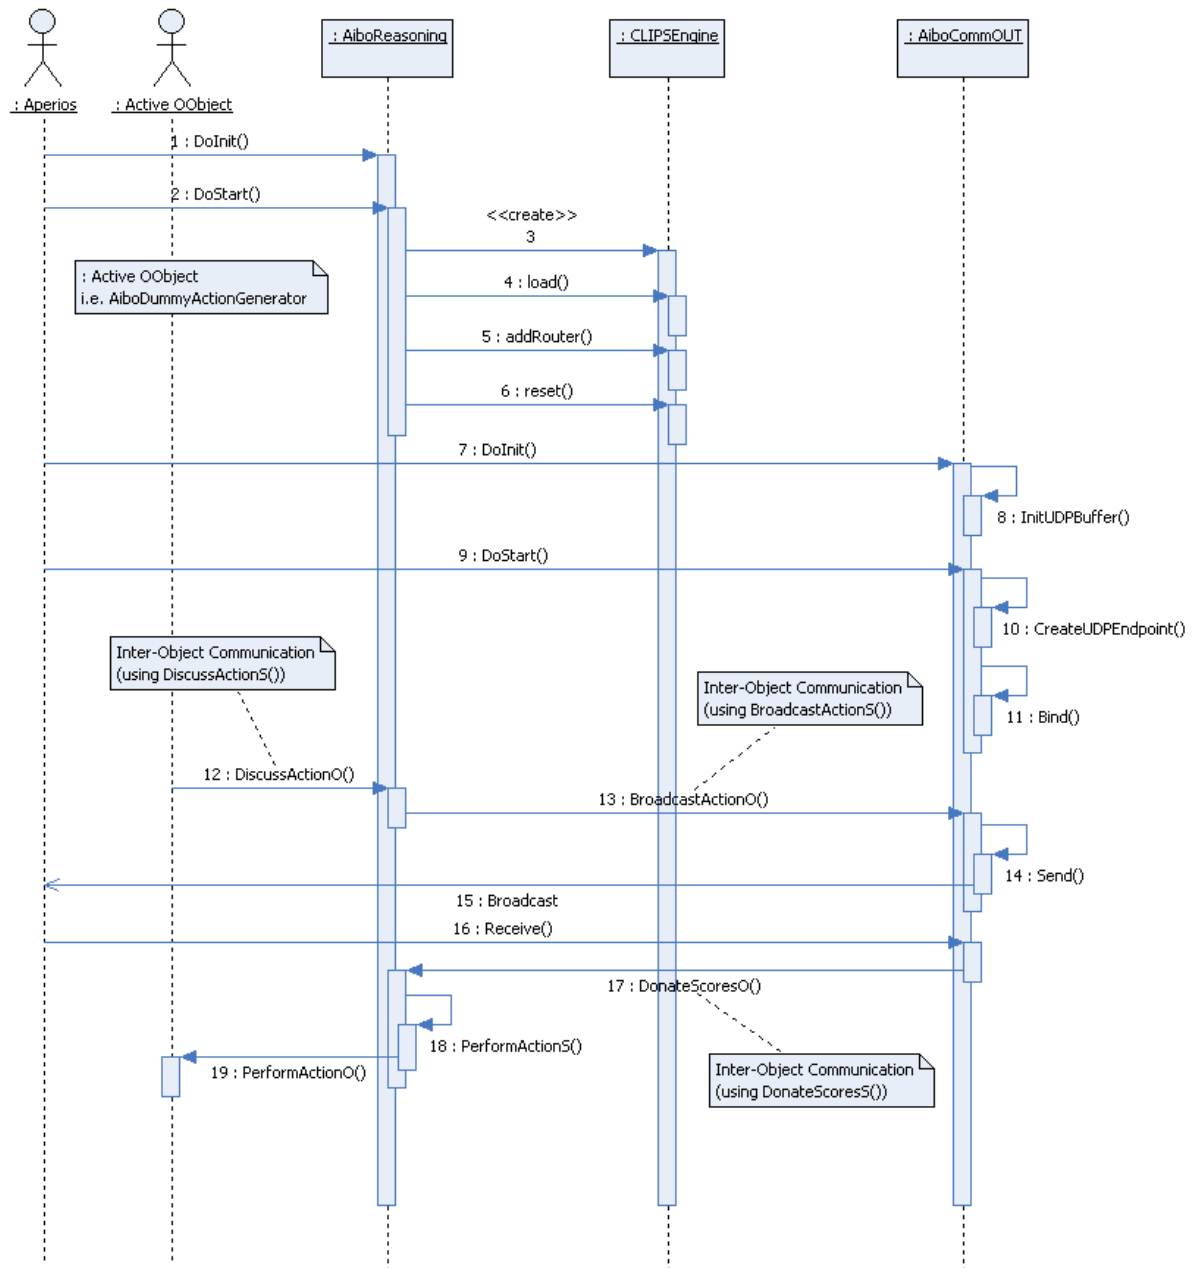 : AiboReasoning
: CLIPSEngine
: AiboCommOUT
: Aperios
: Active OObject
1 : DoInit()
2 : DoStart()
<<create>>
3
: Active OObject
i.e. AiboDummyActionGenerator
4 : load()
5 : addRouter()
6 : reset()
7 : DoInit()
8 : InitUDPBuffer()
9 : DoStart()
10 : CreateUDPEndpoint()
Inter-Object Communication
(using DiscussActionS())
Inter-Object Communication
(using BroadcastActionS())
11 : Bind()
12 : DiscussActionO()
13 : BroadcastActionO()
14 : Send()
15 : Broadcast
16 : Receive()
17 : DonateScoresO()
18 : PerformActionS()
19 : PerformActionO()
Inter-Object Communication
(using DonateScoresS())